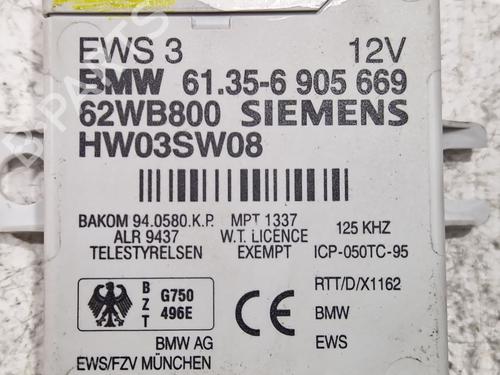 EWS 3 12V
BMW 61.35-6 905 669
62WB800 SIEMENS
HW03SW08
BAKOM 94.0580.K.P. MPT 1337 125 KHZ
ALR 9437 W.T. LICENCE
TELESTYRELSEN EXEMPT ICP-050TC-95
BZT G750 496E CE RTT/D/X1162
BMW
BMW AG EWS
EWS/FZV MÜNCHEN